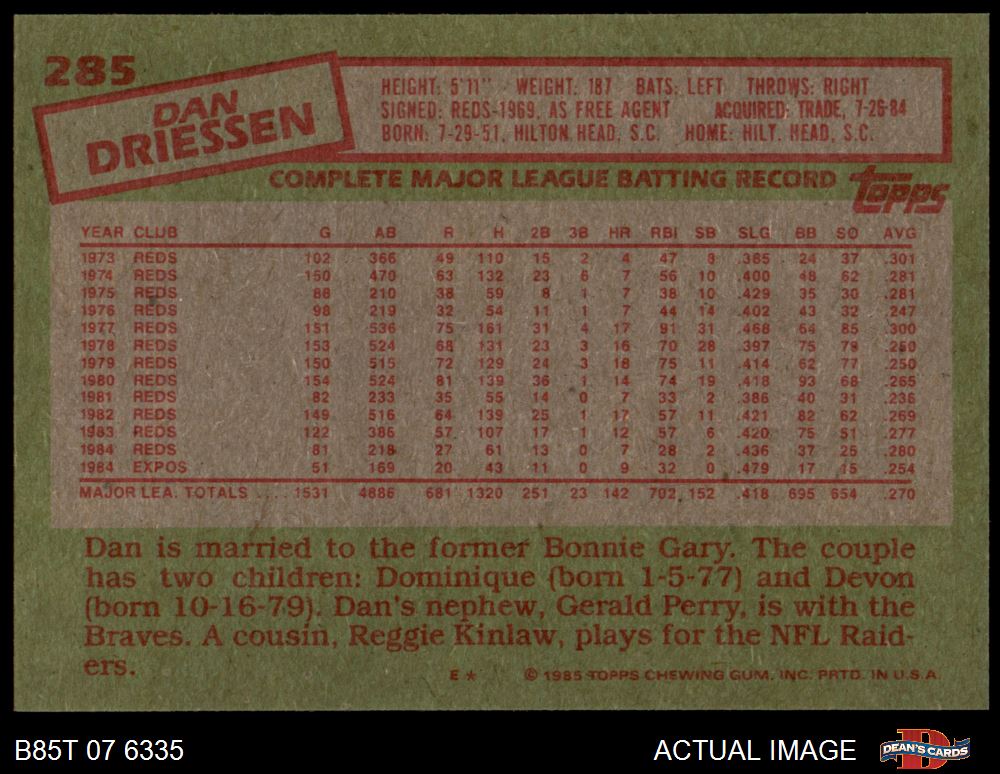 285
DAN
DRIESSEN
HEIGHT: 5'11" WEIGHT: 187 BATS: LEFT THROWS: RIGHT
SIGNED: REDS-1969, AS FREE AGENT ACQUIRED: TRADE, 7-26-84
BORN: 7-29-51, HILTON HEAD, S.C. HOME: HILT. HEAD, S.C.
COMPLETE MAJOR LEAGUE BATTING RECORD
topps
YEAR CLUB G AB R H 2B 3B HR RBI SB SLG BB SO AVG
1973 REDS 102 366 49 110 15 2 4 47 8 .385 24 37 .301
1974 REDS 150 470 63 132 23 6 7 56 10 .400 48 62 .281
1975 REDS 88 210 38 59 8 1 7 38 10 .429 35 30 .281
1976 REDS 98 219 32 54 11 1 7 44 14 .402 43 32 .247
1977 REDS 151 536 75 161 31 4 17 91 31 .468 64 85 .300
1978 REDS 153 524 68 131 23 3 16 70 28 .397 75 79 .250
1979 REDS 150 515 72 129 24 3 18 75 11 .414 62 77 .250
1980 REDS 154 524 81 139 36 1 14 74 19 .418 93 68 .265
1981 REDS 82 233 35 55 14 0 7 33 2 .386 40 31 .236
1982 REDS 149 516 64 139 25 1 17 57 11 .421 82 62 .269
1983 REDS 122 386 57 107 17 1 12 57 6 .420 75 51 .277
1984 REDS 81 218 27 61 13 0 7 28 2 .436 37 25 .280
1984 EXPOS 51 169 20 43 11 0 9 32 0 .479 17 15 .254
MAJOR LEA. TOTALS .... 1531 4886 681 1320 251 23 142 702 152 .418 695 654 .270
Dan is married to the former Bonnie Gary. The couple
has two children: Dominique (born 1-5-77) and Devon
(born 10-16-79). Dan's nephew, Gerald Perry, is with the
Braves. A cousin, Reggie Kinlaw, plays for the NFL Raid-
ers.
E* © 1985 TOPPS CHEWING GUM, INC. PRTD. IN U.S.A.
B85T 07 6335
ACTUAL IMAGE
DEAN'S CARDS